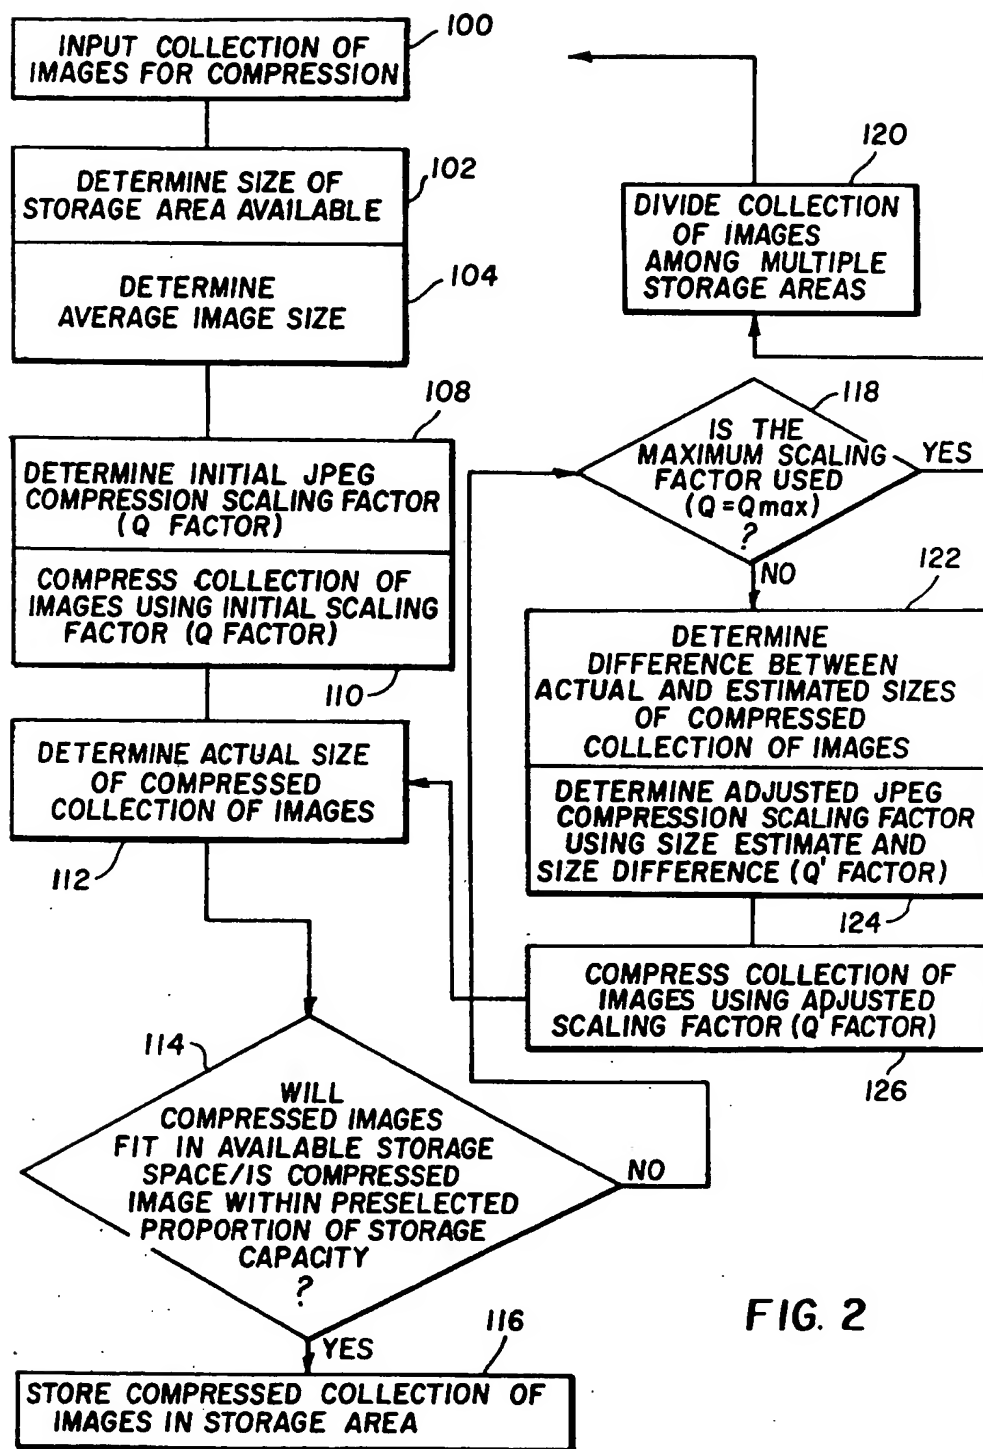 100
INPUT COLLECTION OF
IMAGES FOR COMPRESSION
102
DETERMINE SIZE OF
STORAGE AREA AVAILABLE
104
DETERMINE
AVERAGE IMAGE SIZE
108
DETERMINE INITIAL JPEG
COMPRESSION SCALING FACTOR
(Q FACTOR)
COMPRESS COLLECTION OF
IMAGES USING INITIAL SCALING
FACTOR (Q FACTOR)
110
DETERMINE ACTUAL SIZE
OF COMPRESSED
COLLECTION OF IMAGES
112
114
WILL
COMPRESSED IMAGES
FIT IN AVAILABLE STORAGE
SPACE/IS COMPRESSED
IMAGE WITHIN PRESELECTED
PROPORTION OF STORAGE
CAPACITY
?
NO
YES
116
STORE COMPRESSED COLLECTION OF
IMAGES IN STORAGE AREA
120
DIVIDE COLLECTION
OF IMAGES
AMONG MULTIPLE
STORAGE AREAS
118
IS THE
MAXIMUM SCALING
FACTOR USED
(Q=Qmax)
?
YES
NO
122
DETERMINE
DIFFERENCE BETWEEN
ACTUAL AND ESTIMATED SIZES
OF COMPRESSED
COLLECTION OF IMAGES
DETERMINE ADJUSTED JPEG
COMPRESSION SCALING FACTOR
USING SIZE ESTIMATE AND
SIZE DIFFERENCE (Q' FACTOR)
124
COMPRESS COLLECTION OF
IMAGES USING ADJUSTED
SCALING FACTOR (Q' FACTOR)
126
FIG. 2